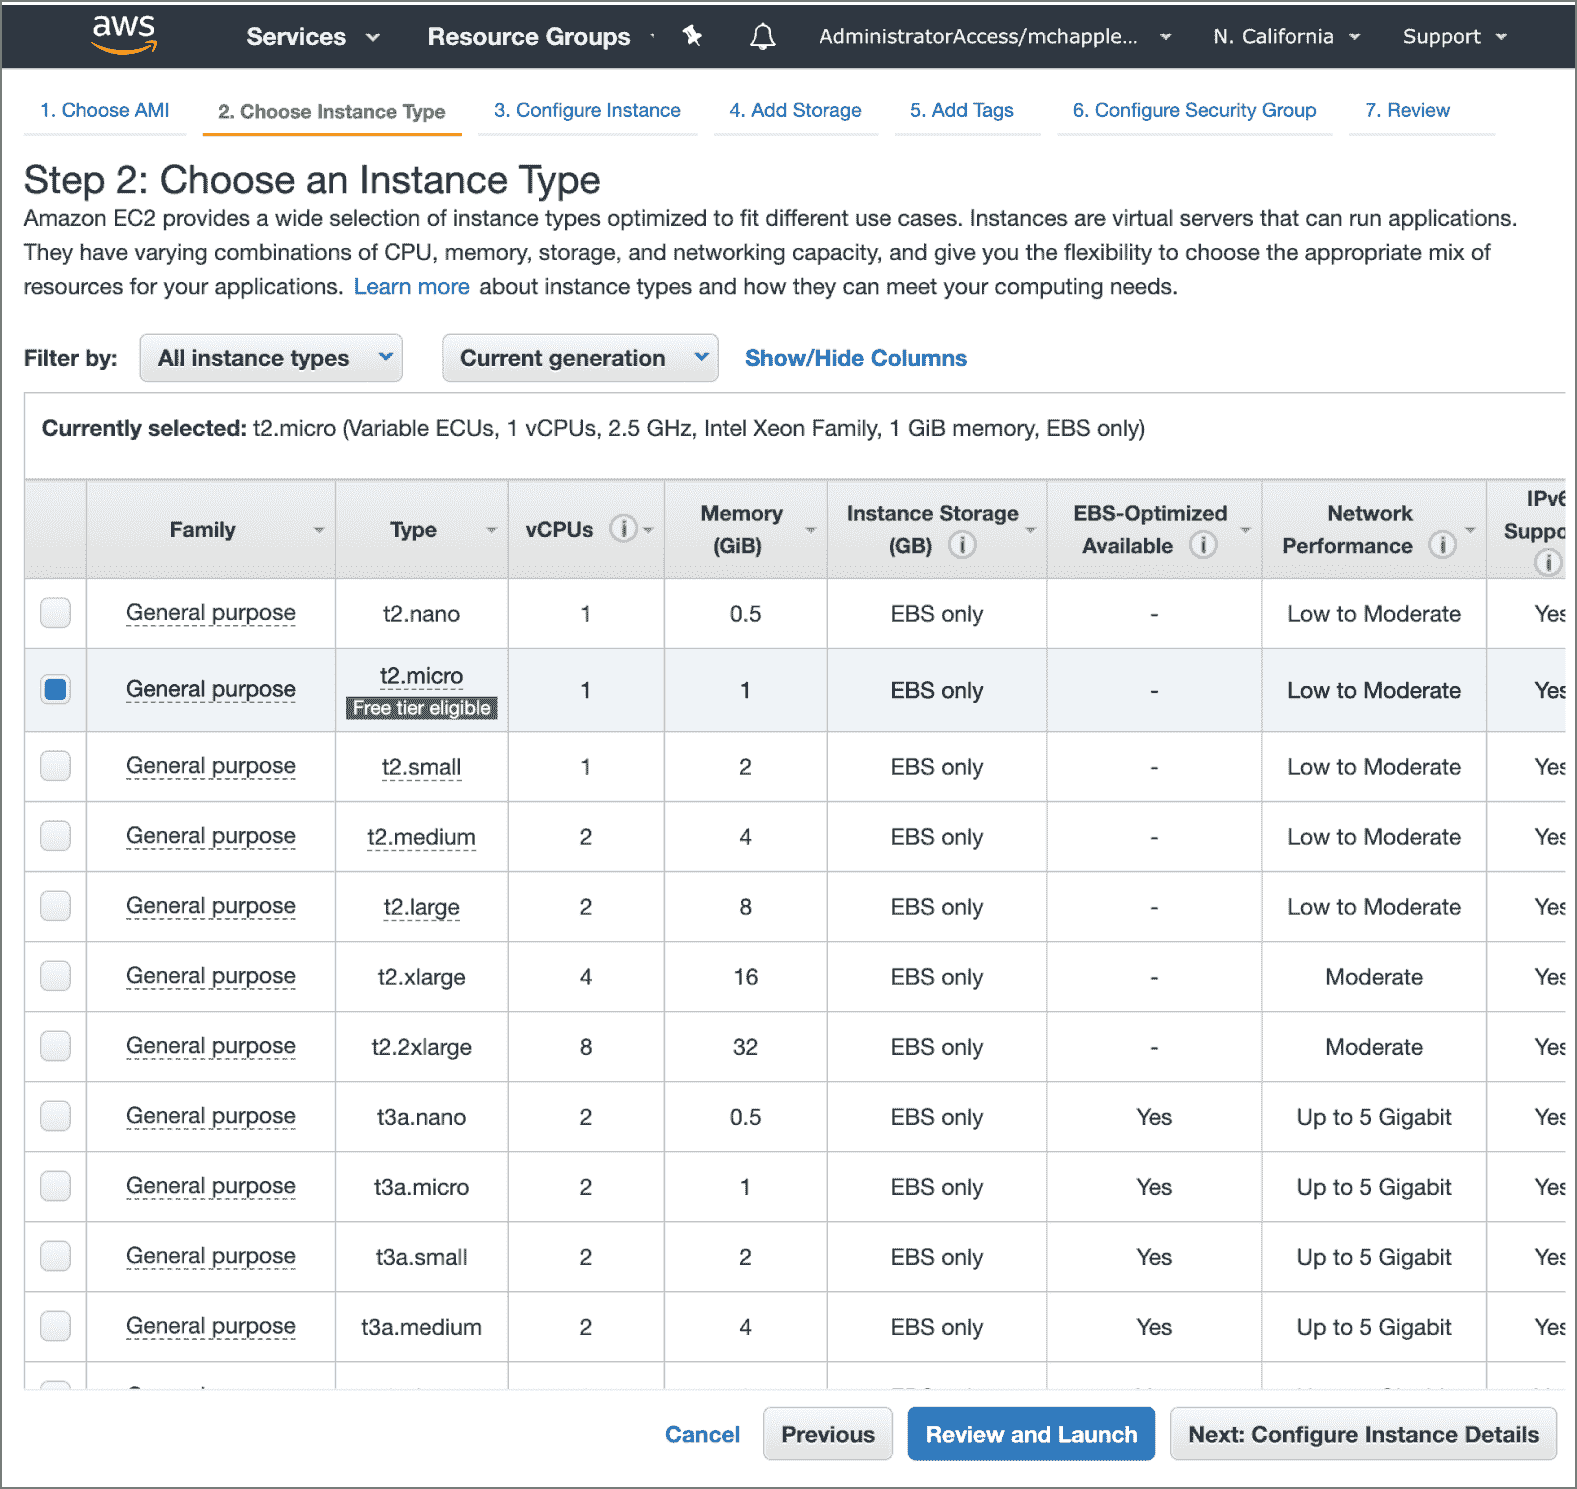 aws Services Resource Groups AdministratorAccess/mchapple... N. California Support
1. Choose AMI 2. Choose Instance Type 3. Configure Instance 4. Add Storage 5. Add Tags 6. Configure Security Group 7. Review
Step 2: Choose an Instance Type
Amazon EC2 provides a wide selection of instance types optimized to fit different use cases. Instances are virtual servers that can run applications.
They have varying combinations of CPU, memory, storage, and networking capacity, and give you the flexibility to choose the appropriate mix of
resources for your applications. Learn more about instance types and how they can meet your computing needs.
Filter by: All instance types Current generation Show/Hide Columns
Currently selected: t2.micro (Variable ECUs, 1 vCPUs, 2.5 GHz, Intel Xeon Family, 1 GiB memory, EBS only)
Family Type vCPUs i Memory (GiB) Instance Storage (GB) i EBS-Optimized Available i Network Performance i IPv6 Suppo i
General purpose t2.nano 1 0.5 EBS only - Low to Moderate Yes
General purpose t2.micro Free tier eligible 1 1 EBS only - Low to Moderate Yes
General purpose t2.small 1 2 EBS only - Low to Moderate Yes
General purpose t2.medium 2 4 EBS only - Low to Moderate Yes
General purpose t2.large 2 8 EBS only - Low to Moderate Yes
General purpose t2.xlarge 4 16 EBS only - Moderate Yes
General purpose t2.2xlarge 8 32 EBS only - Moderate Yes
General purpose t3a.nano 2 0.5 EBS only Yes Up to 5 Gigabit Yes
General purpose t3a.micro 2 1 EBS only Yes Up to 5 Gigabit Yes
General purpose t3a.small 2 2 EBS only Yes Up to 5 Gigabit Yes
General purpose t3a.medium 2 4 EBS only Yes Up to 5 Gigabit Yes
Cancel Previous Review and Launch Next: Configure Instance Details